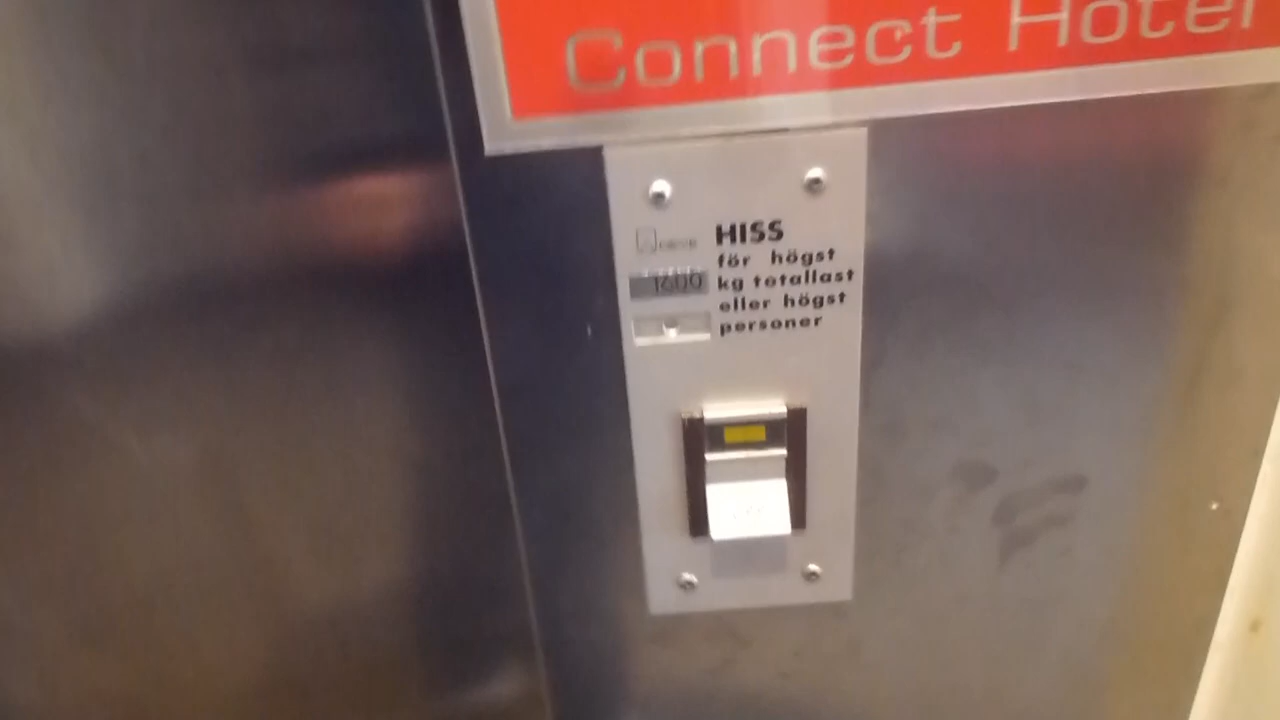 Connect Hotel
HISS
för högst
1600 kg totallast
eller högst
personer